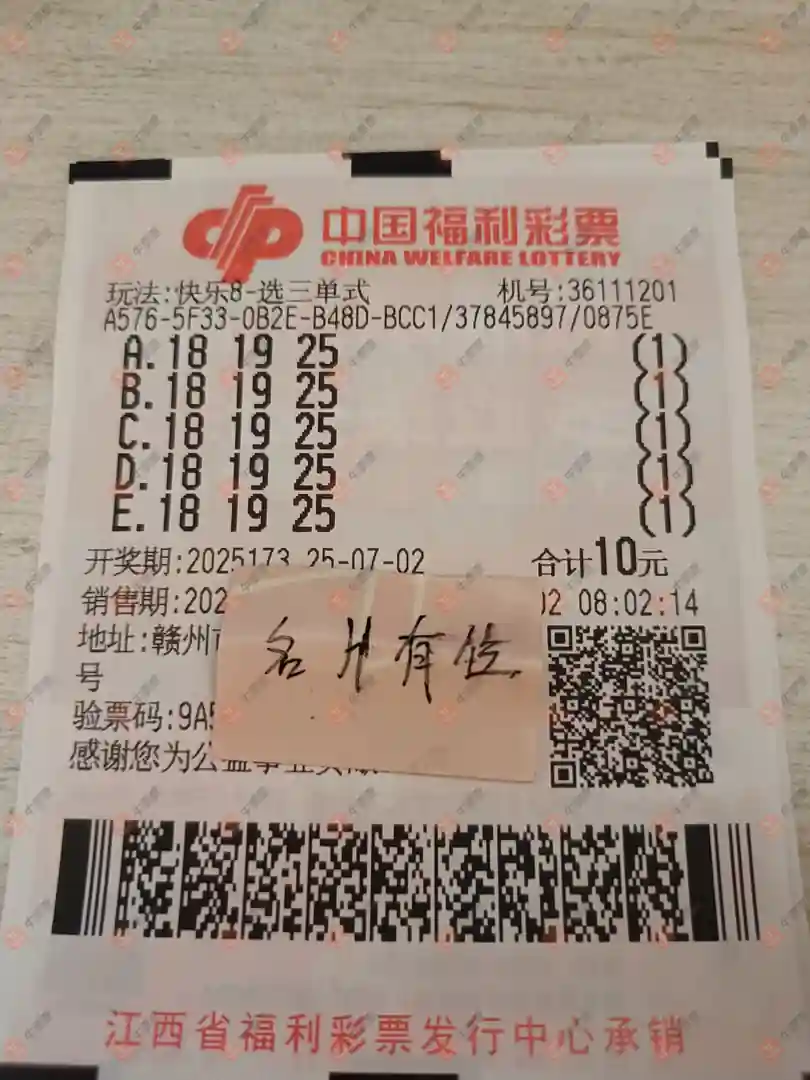 中国福利彩票
CHINA WELFARE LOTTERY
玩法:快乐8-选三单式 机号:36111201
A576-5F33-0B2E-B48D-BCC1/37845897/0875E
A.18 19 25 (1)
B.18 19 25 (1)
C.18 19 25 (1)
D.18 19 25 (1)
E.18 19 25 (1)
开奖期:2025173 25-07-02 合计10元
销售期:202 02 08:02:14
地址:赣州市
名片有位
号
验票码:9A5
感谢您为公益事业贡献
江西省福利彩票发行中心承销